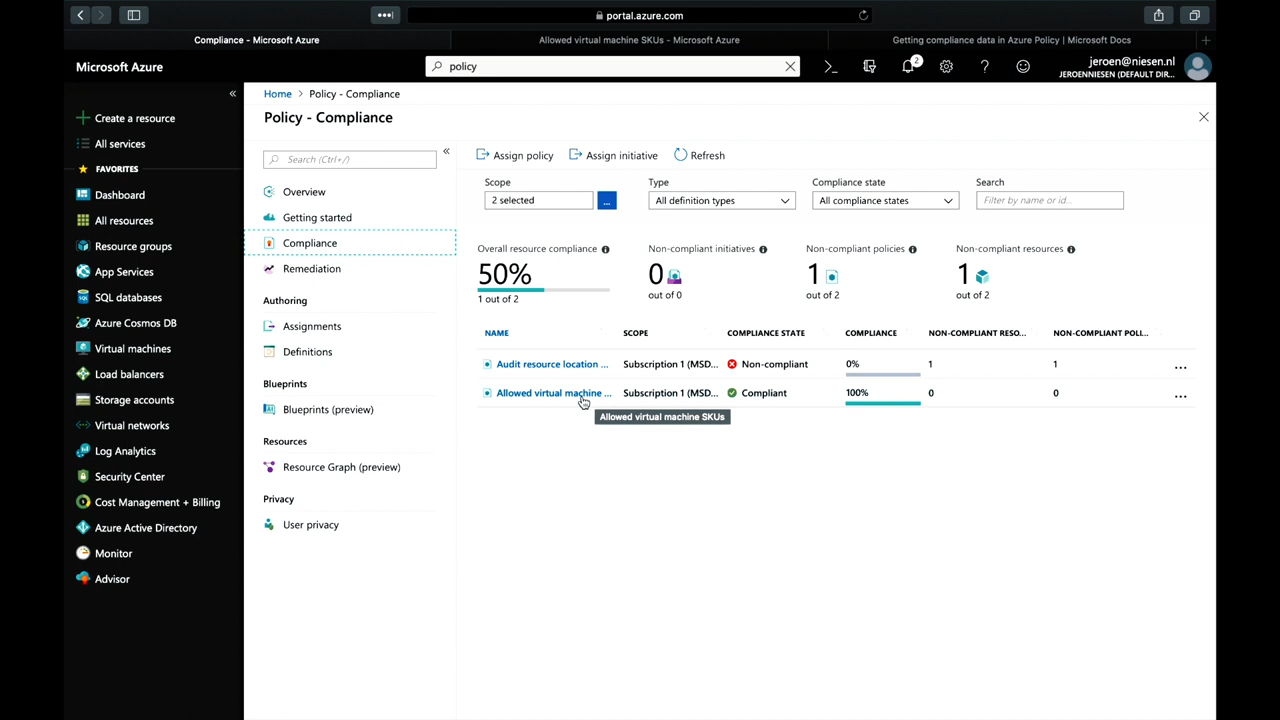 portal.azure.com
Compliance - Microsoft Azure
Allowed virtual machine SKUs - Microsoft Azure
Getting compliance data in Azure Policy | Microsoft Docs
Microsoft Azure
policy
2
jeroen@niesen.nl
JEROENNIESEN (DEFAULT DIR...
Create a resource
All services
FAVORITES
Dashboard
All resources
Resource groups
App Services
SQL databases
Azure Cosmos DB
Virtual machines
Load balancers
Storage accounts
Virtual networks
Log Analytics
Security Center
Cost Management + Billing
Azure Active Directory
Monitor
Advisor
Home > Policy - Compliance
Policy - Compliance
Search (Ctrl+/)
Overview
Getting started
Compliance
Remediation
Authoring
Assignments
Definitions
Blueprints
Blueprints (preview)
Resources
Resource Graph (preview)
Privacy
User privacy
Assign policy
Assign initiative
Refresh
Scope
2 selected
...
Type
All definition types
Compliance state
All compliance states
Search
Filter by name or id...
Overall resource compliance
50%
1 out of 2
Non-compliant initiatives
0
out of 0
Non-compliant policies
1
out of 2
Non-compliant resources
1
out of 2
NAME SCOPE COMPLIANCE STATE COMPLIANCE NON-COMPLIANT RESO... NON-COMPLIANT POLI...
Audit resource location ... Subscription 1 (MSD... Non-compliant 0% 1 1 ...
Allowed virtual machine ... Subscription 1 (MSD... Compliant 100% 0 0 ...
Allowed virtual machine SKUs